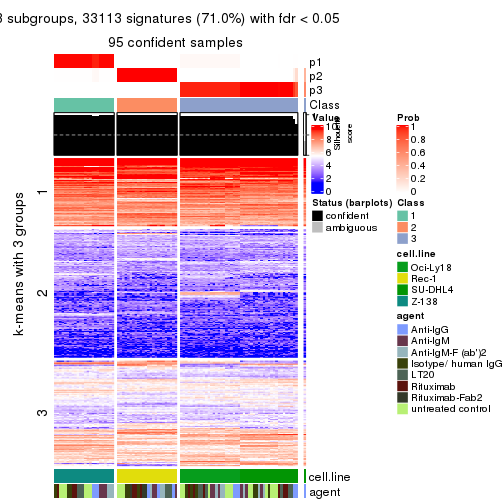 3 subgroups, 33113 signatures (71.0%) with fdr < 0.05
95 confident samples
p1
p2
p3
Class
Silhouette
score
k-means with 3 groups
1
2
3
cell.line
agent
Value
10
8
6
4
2
0
Prob
1
0.8
0.6
0.4
0.2
0
Status (barplots)
confident
ambiguous
Class
1
2
3
cell.line
Oci-Ly18
Rec-1
SU-DHL4
Z-138
agent
Anti-IgG
Anti-IgM
Anti-IgM-F (ab')2
Isotype/ human IgG
LT20
Rituximab
Rituximab-Fab2
untreated control